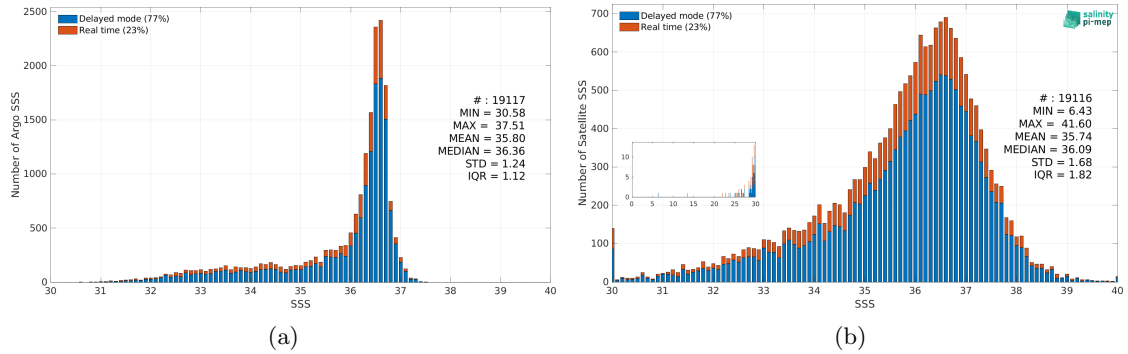 Delayed mode (77%)
Real time (23%)
Number of Argo SSS
2500
2000
1500
1000
500
0
# : 19117
MIN = 30.58
MAX = 37.51
MEAN = 35.80
MEDIAN = 36.36
STD = 1.24
IQR = 1.12
30 31 32 33 34 35 36 37 38 39 40
SSS
(a)
Delayed mode (77%)
Real time (23%)
salinity
pi-mep
Number of Satellite SSS
700
600
500
400
300
200
100
0
# : 19116
MIN = 6.43
MAX = 41.60
MEAN = 35.74
MEDIAN = 36.09
STD = 1.68
IQR = 1.82
10
5
0
0 5 10 15 20 25 30
30 31 32 33 34 35 36 37 38 39 40
SSS
(b)